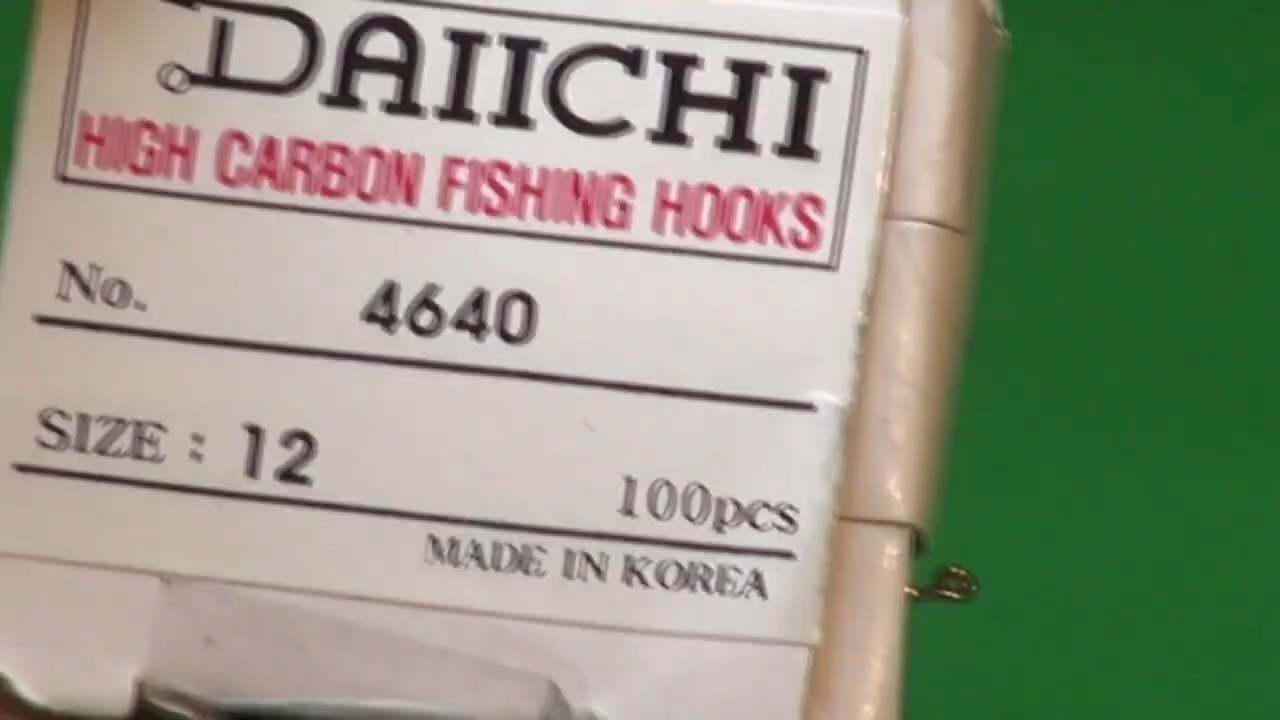 DAIICHI
HIGH CARBON FISHING HOOKS
No. 4640
SIZE : 12
100pcs
MADE IN KOREA